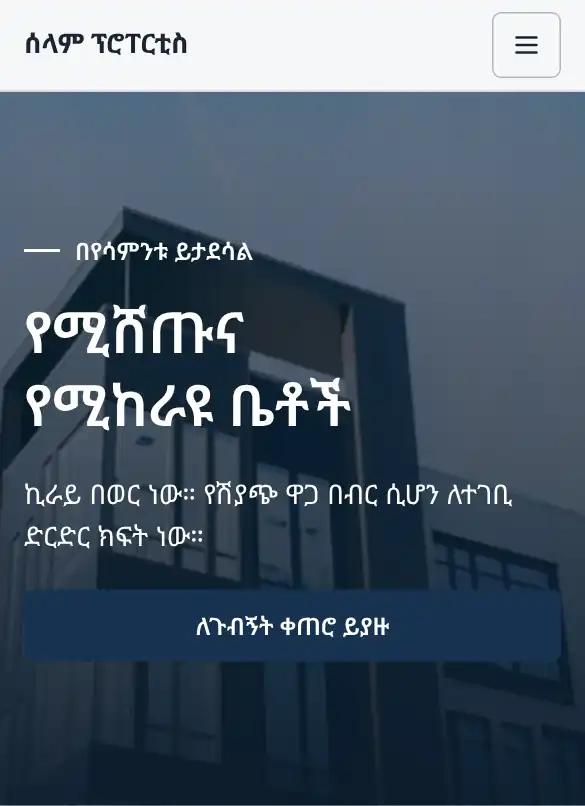 ሰላም ፕሮፐርቲስ
በየሳምንቱ ይታደሳል
የሚሸጡና
የሚከራዩ ቤቶች
ኪራይ በወር ነው። የሽያጭ ዋጋ በብር ሲሆን ለተገቢ
ድርድር ክፍት ነው።
ለጉብኝት ቀጠሮ ይያዙ